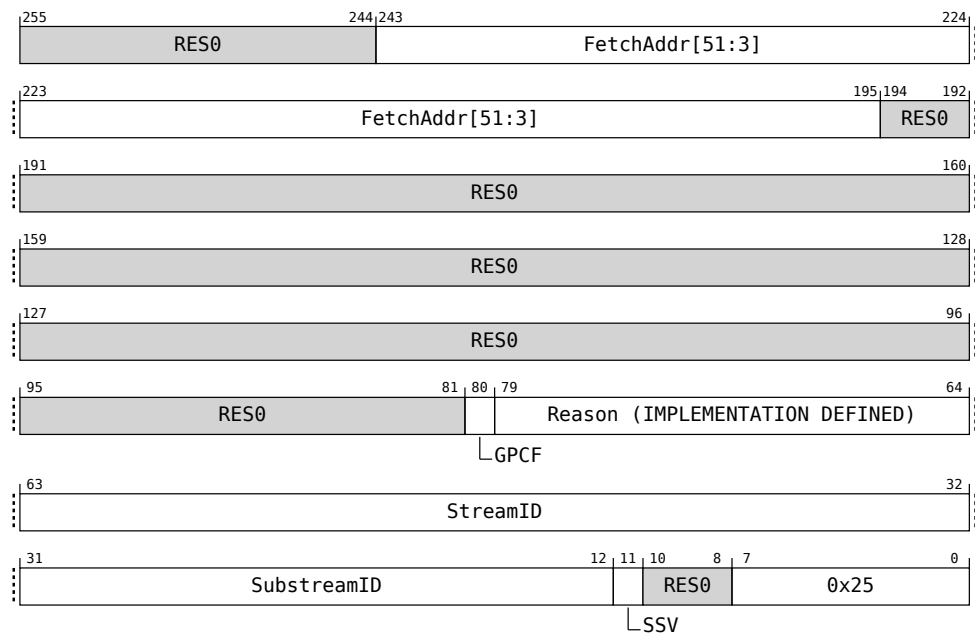 255 244 243 224
RES0 FetchAddr[51:3]
223 195 194 192
FetchAddr[51:3] RES0
191 160
RES0
159 128
RES0
127 96
RES0
95 81 80 79 64
RES0 Reason (IMPLEMENTATION DEFINED)
GPCF
63 32
StreamID
31 12 11 10 8 7 0
SubstreamID RES0 0x25
SSV